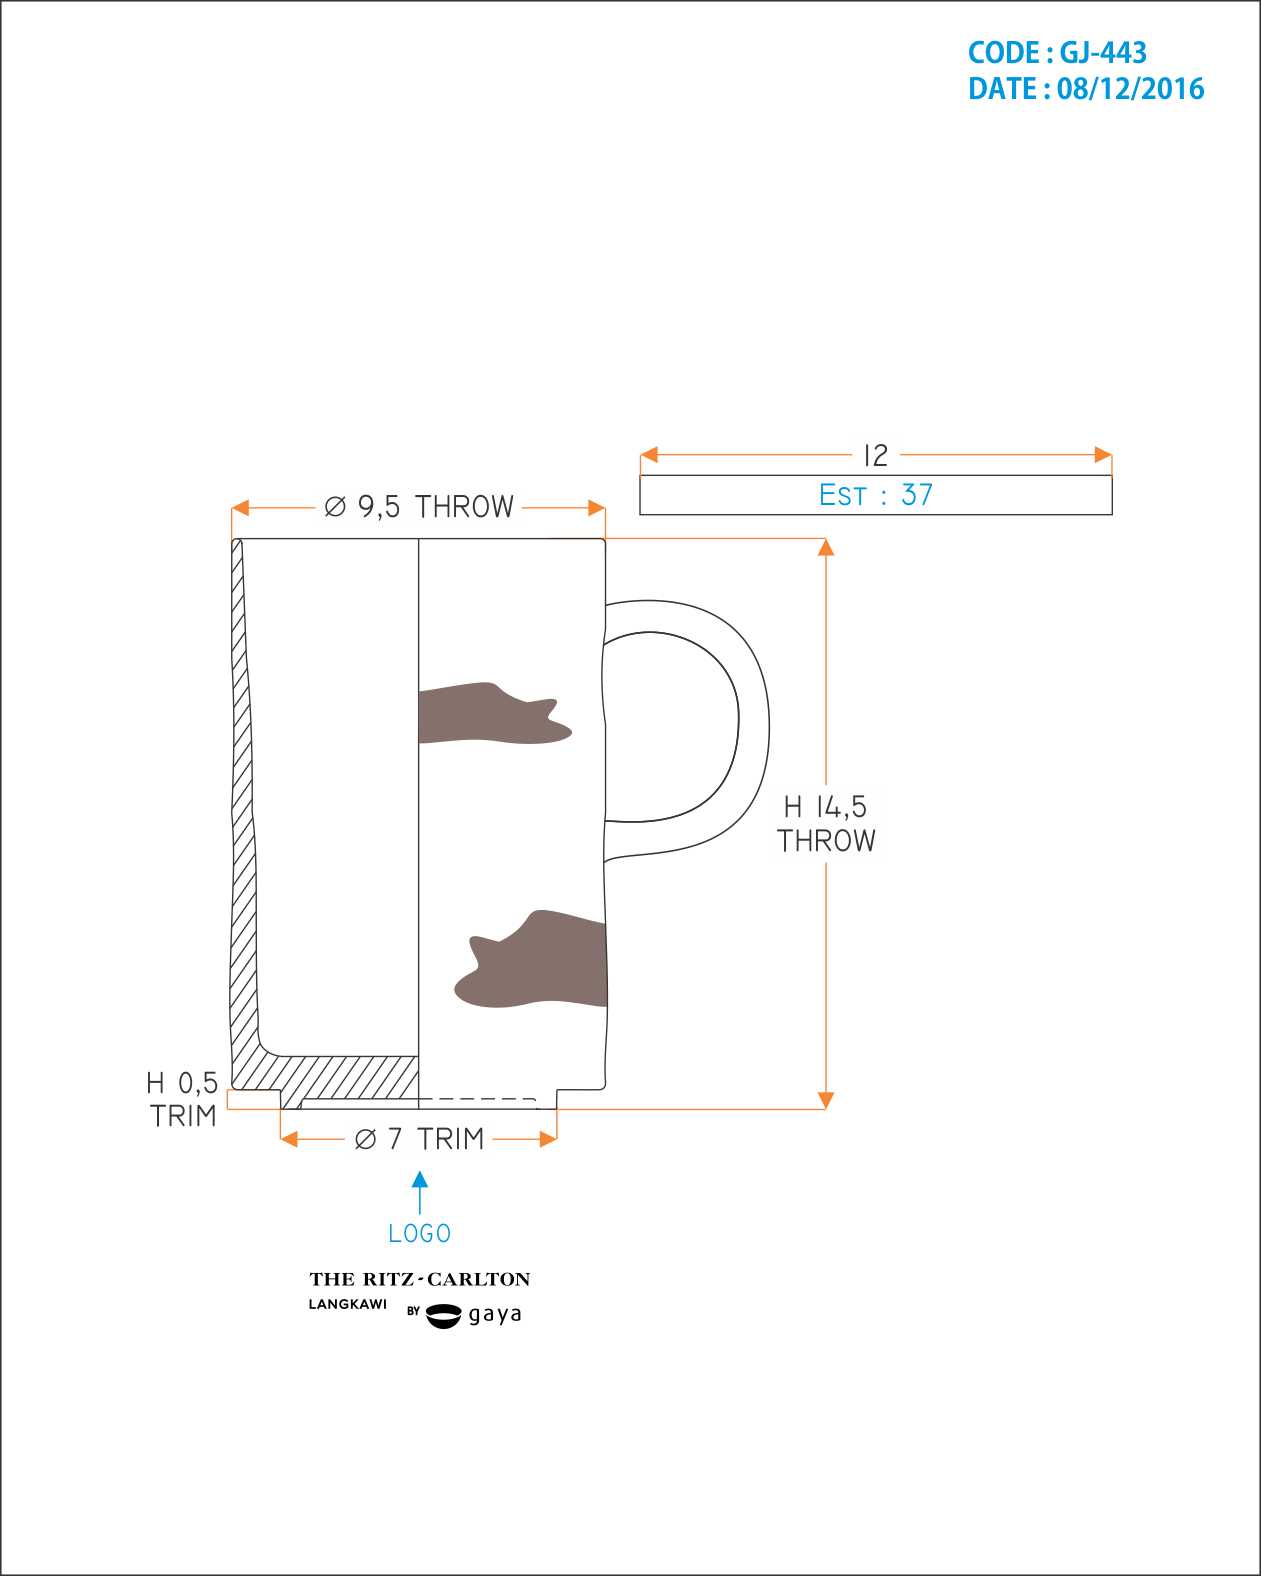 CODE : GJ-443
DATE : 08/12/2016
12
EST : 37
Ø 9,5 THROW
H 14,5
THROW
H 0,5
TRIM
Ø 7 TRIM
LOGO
THE RITZ-CARLTON
LANGKAWI BY gaya